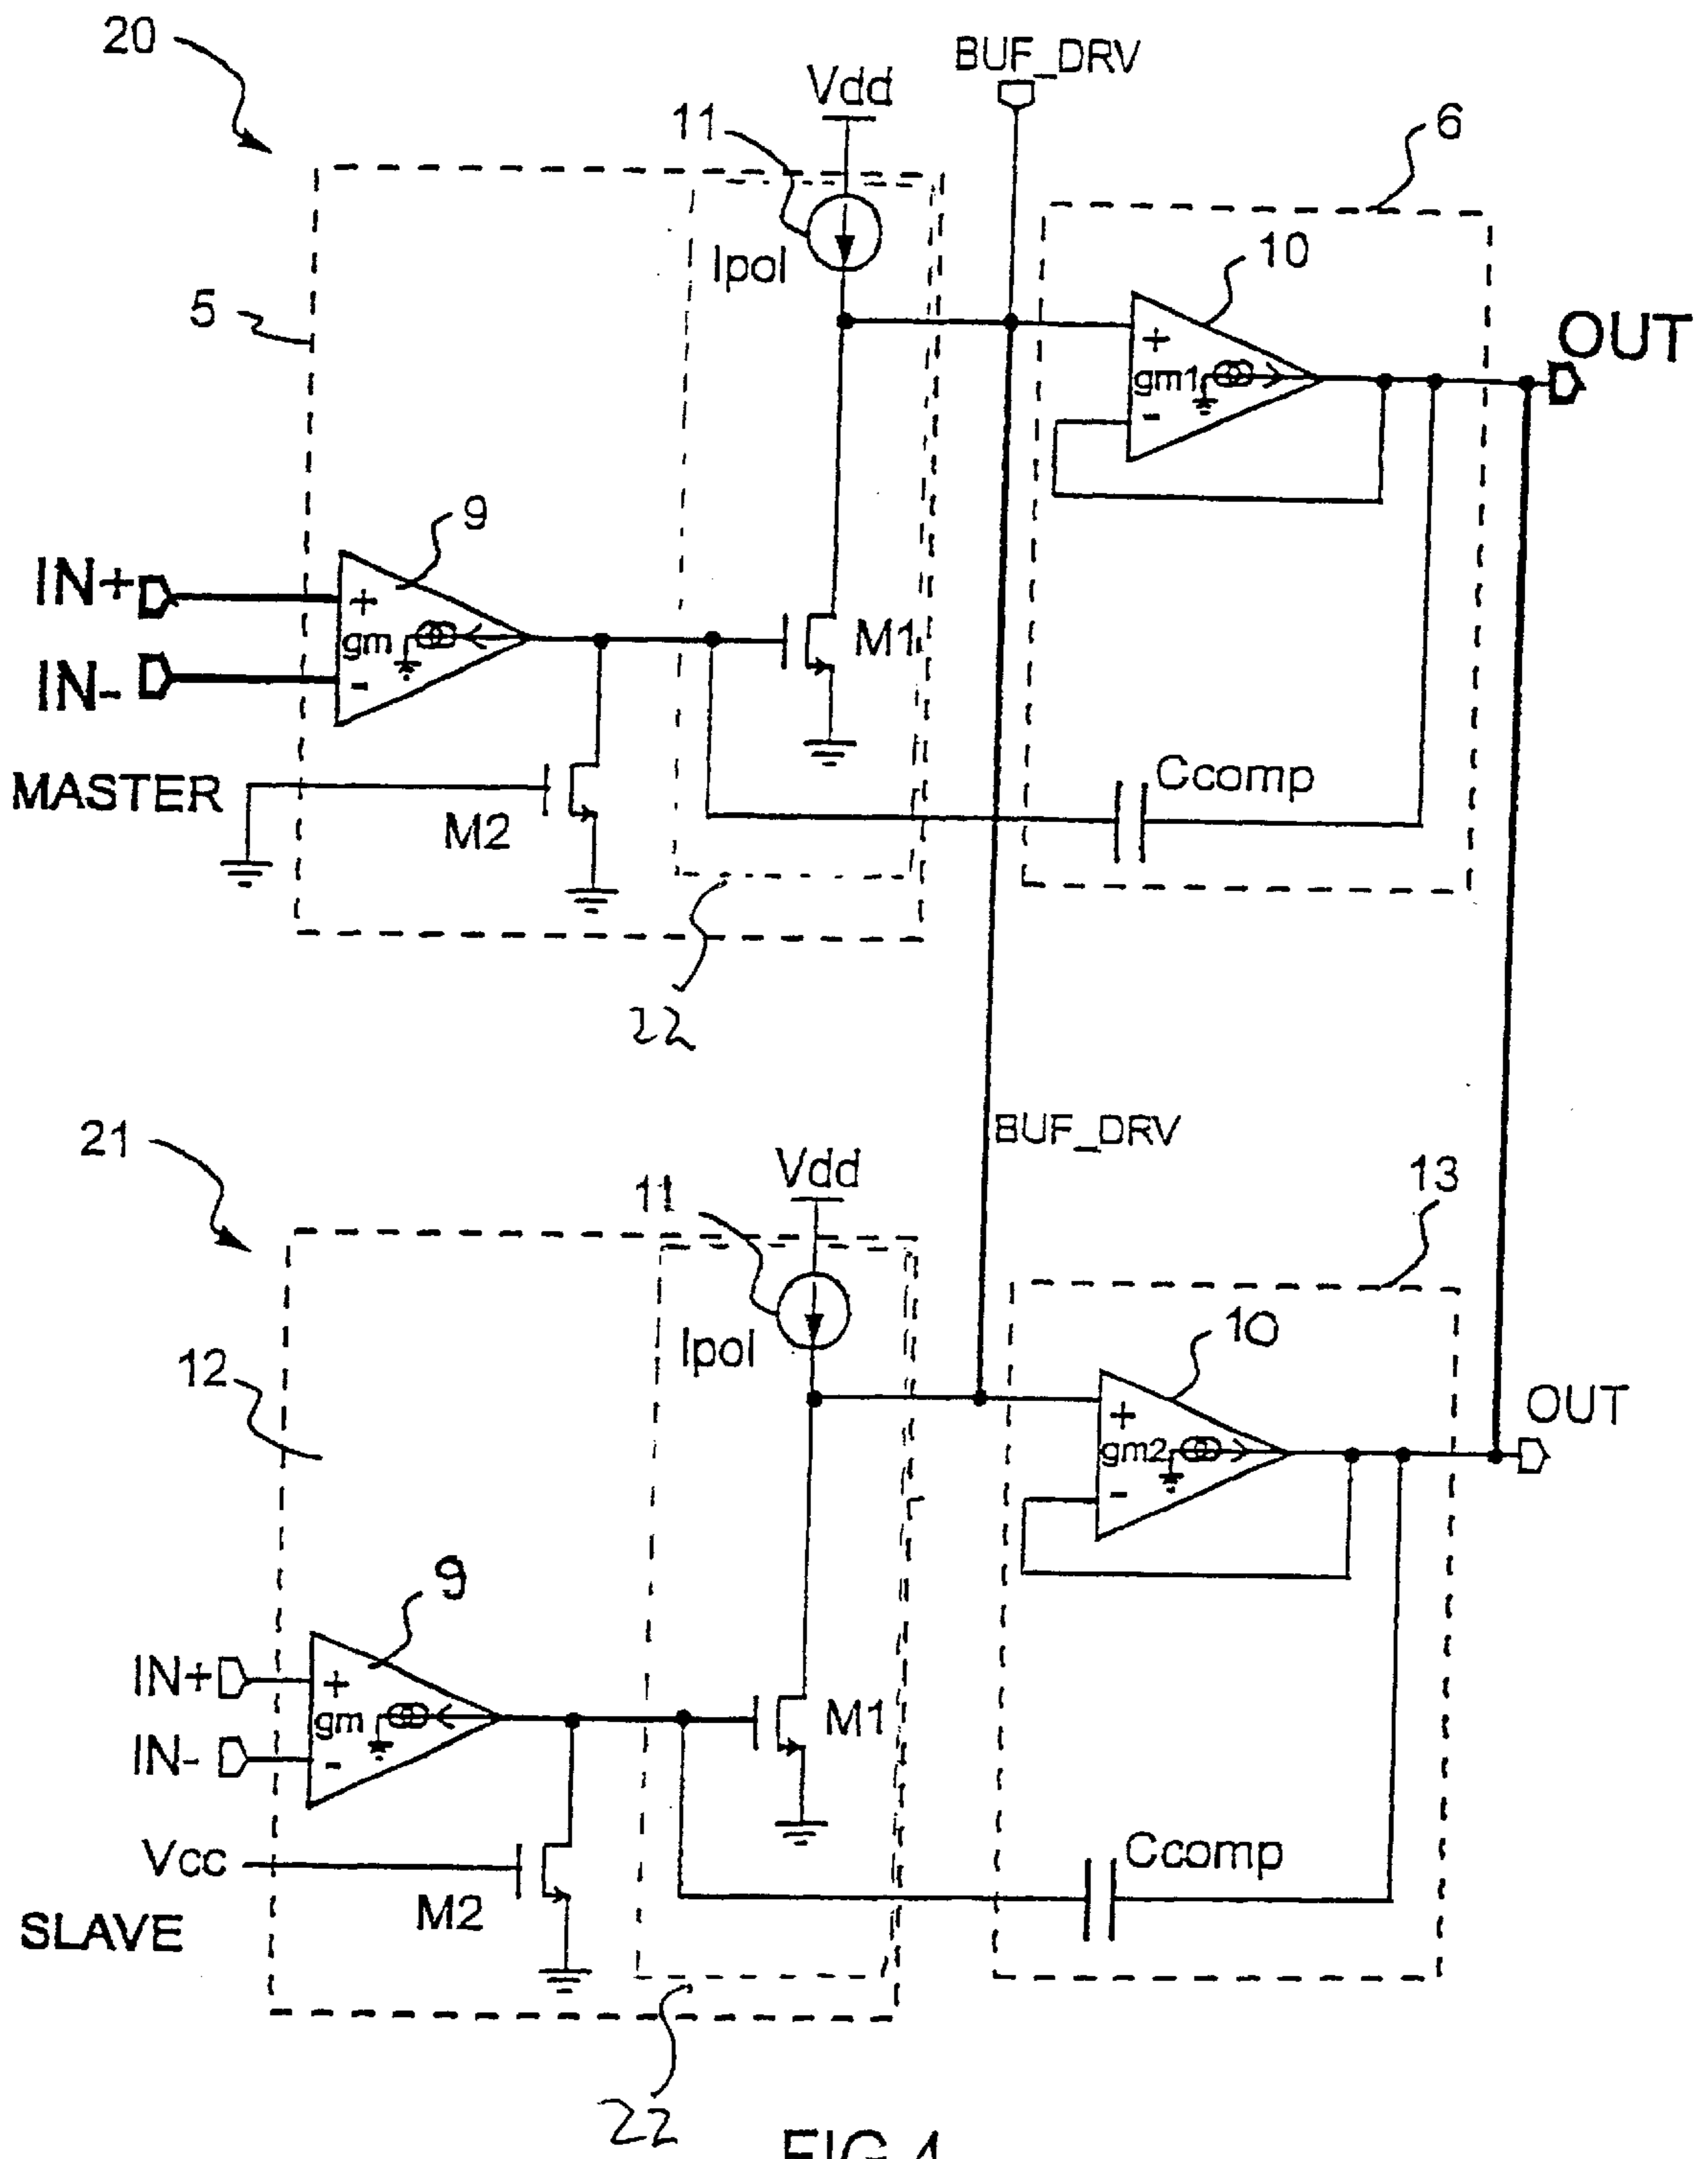 20
BUF_DRV
Vdd
11
6
Ipol
10
5
OUT
+
gm1
-
9
IN+
+
gm
M1
IN-
-
MASTER
Ccomp
M2
22
21
BUF_DRV
Vdd
11
13
Ipol
10
12
OUT
+
gm2
-
9
IN+
+
gm
M1
IN-
-
Vcc
Ccomp
M2
SLAVE
22